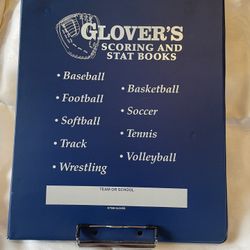 GLOVER'S
SCORING AND
STAT BOOKS
• Baseball
• Basketball
• Football
• Soccer
• Softball
• Tennis
• Track
• Volleyball
• Wrestling
TEAM OR SCHOOL